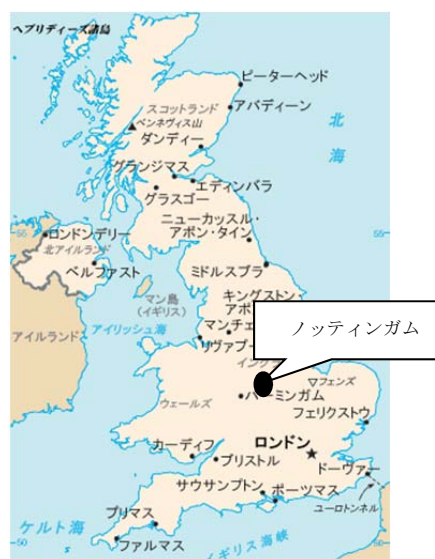 ヘブリディーズ諸島
ピーターヘッド
スコットランド
アバディーン
▲ベンネヴィス山
北海
ダンディー
グランジマス
エディンバラ
グラスゴー
ニューカッスル・
アポン・タイン
55
ロンドンデリー
55
北アイルランド
ベルファスト
ミドルスブラ
マン島
(イギリス)
キングストン
アポ
アイルランド
アイリッシュ海
マンチェ
リヴァプー
ノッティンガム
イングラ
▽フェンズ
ウェールズ
バーミンガム
フェリクストウ
カーディフ
ロンドン
ブリストル
ドーヴァー
サウサンプトン
ポーツマス
プリマス
ユーロトンネル
ケルト海
50
50
ファルマス
イギリス海峡